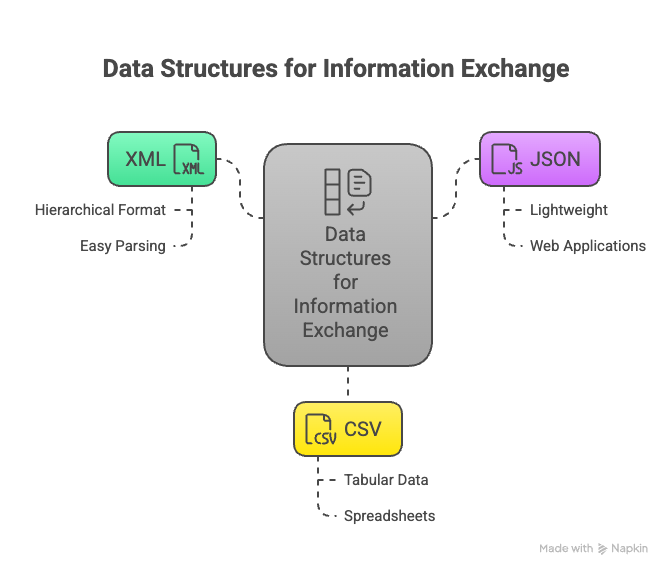 Data Structures for Information Exchange
XML
XML
Hierarchical Format
Easy Parsing
Data
Structures
for
Information
Exchange
JS
JSON
Lightweight
Web Applications
CSV
CSV
Tabular Data
Spreadsheets
Made with Napkin